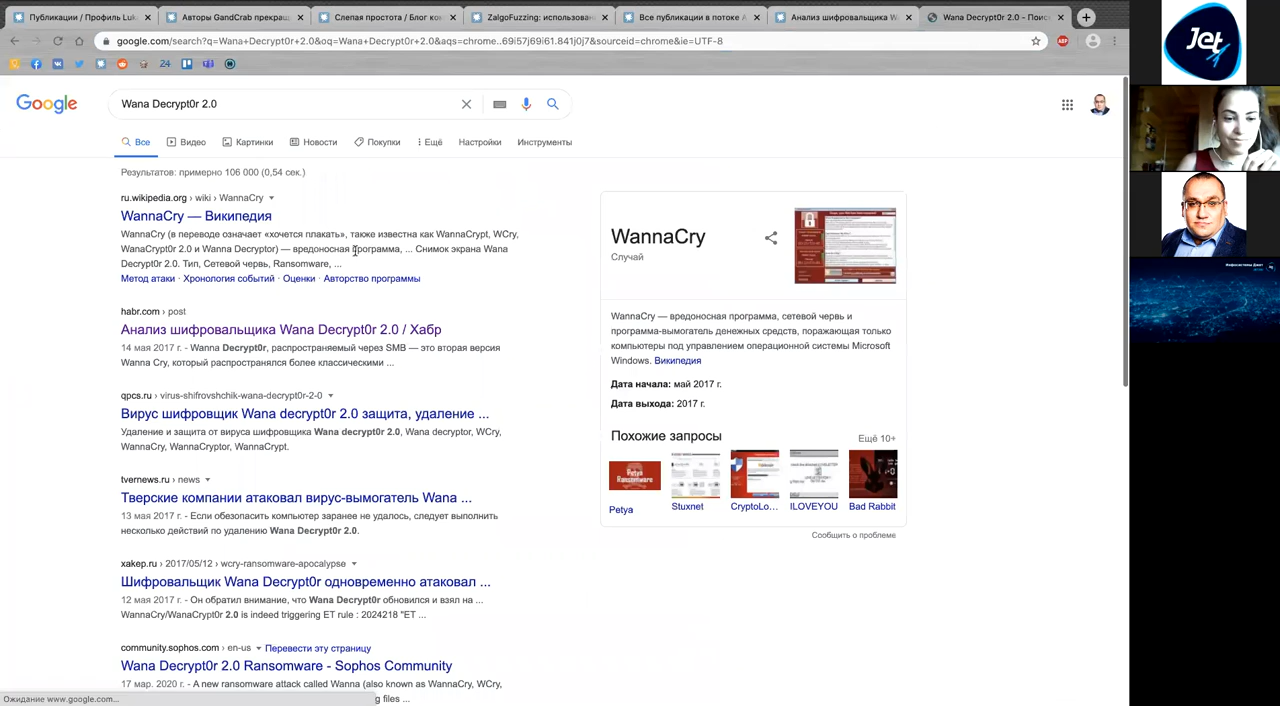 Публикации / Профиль Luka
Авторы GandCrab прекращ
Слепая простота / Блог ком
ZalgoFuzzing: использован
Все публикации в потоке А
Анализ шифровальщика W
Wana Decrypt0r 2.0 - Поис
google.com/search?q=Wana+Decrypt0r+2.0&oq=Wana+Decrypt0r+2.0&aqs=chrome..69i57j69i61.841j0j7&sourceid=chrome&ie=UTF-8
ABP
Google
Wana Decrypt0r 2.0
Все
Видео
Картинки
Новости
Покупки
Ещё
Настройки
Инструменты
Результатов: примерно 106 000 (0,54 сек.)
ru.wikipedia.org › wiki › WannaCry
WannaCry — Википедия
WannaCry(в переводе означает «хочется плакать», также известна как WannaCrypt, WCry,
WanaCrypt0r 2.0 и Wanna Decryptor) — вредоносная программа, ... Снимок экрана Wana
Decrypt0r 2.0. Тип, Сетевой червь, Ransomware, ...
Метод атаки · Хронология событий · Оценки · Авторство программы
habr.com › post
Анализ шифровальщика Wana Decrypt0r 2.0 / Хабр
14 мая 2017 г. - Wanna Decrypt0r, распространяемый через SMB — это вторая версия
Wanna Cry, который распространялся более классическими ...
qpcs.ru › virus-shifrovshchik-wana-decrypt0r-2-0
Вирус шифровщик Wana decrypt0r 2.0 защита, удаление ...
Удаление и защита от вируса шифровщика Wana decrypt0r 2.0, Wana decryptor, WCry,
WannaCry, WannaCryptor, WannaCrypt.
tvernews.ru › news
Тверские компании атаковал вирус-вымогатель Wana ...
13 мая 2017 г. - Если обезопасить компьютер заранее не удалось, следует выполнить
несколько действий по удалению Wana Decrypt0r 2.0.
xakep.ru › 2017/05/12 › wcry-ransomware-apocalypse
Шифровальщик Wana Decrypt0r одновременно атаковал ...
12 мая 2017 г. - Он обратил внимание, что Wana Decrypt0r обновился и взял на ...
WannaCry/WanaCrypt0r 2.0 is indeed triggering ET rule : 2024218 "ET ...
community.sophos.com › en-us
Перевести эту страницу
Wana Decrypt0r 2.0 Ransomware - Sophos Community
17 мар. 2020 г. - A new ransomware attack called Wanna (also known as WannaCry, WCry,
g files ...
Ожидание www.google.com...
WannaCry
Случай
WannaCry — вредоносная программа, сетевой червь и
программа-вымогатель денежных средств, поражающая только
компьютеры под управлением операционной системы Microsoft
Windows. Википедия
Дата начала: май 2017 г.
Дата выхода: 2017 г.
Похожие запросы
Ещё 10+
Petya Ransomware
Petya
Stuxnet
CryptoLo...
ILOVEYOU
Bad Rabbit
Сообщить о проблеме
Jet